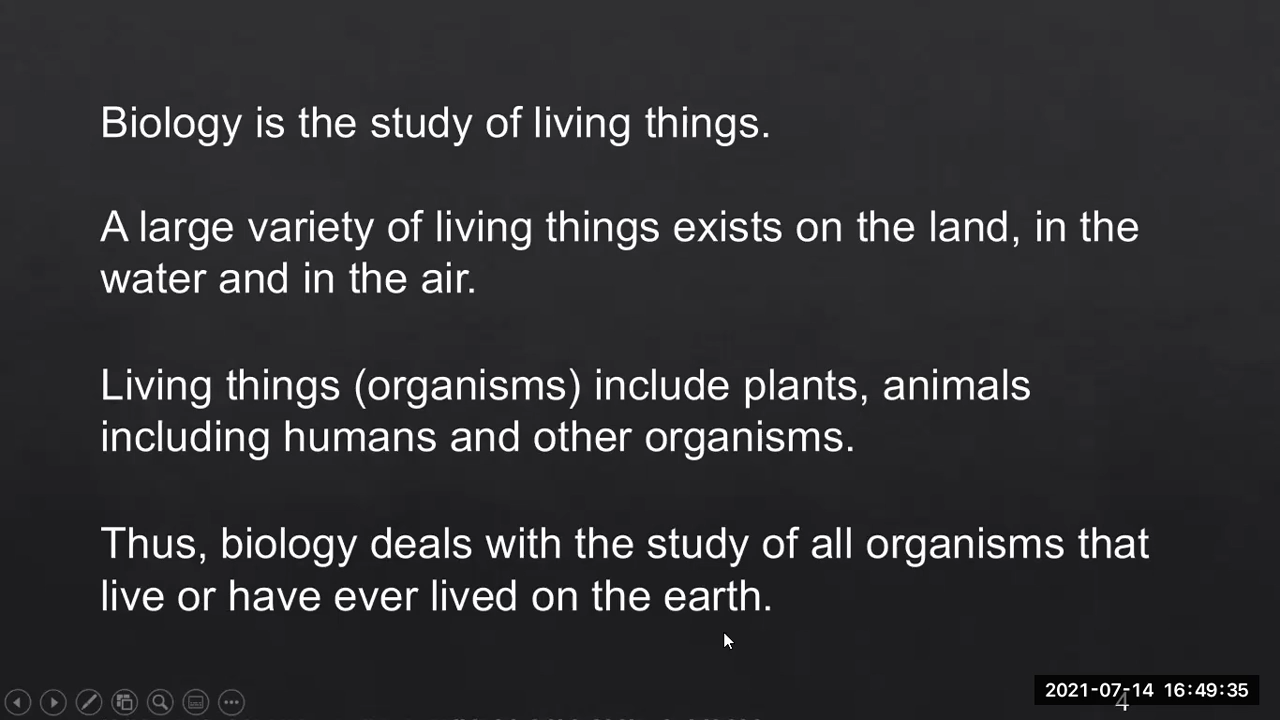 Biology is the study of living things.
A large variety of living things exists on the land, in the
water and in the air.
Living things (organisms) include plants, animals
including humans and other organisms.
Thus, biology deals with the study of all organisms that
live or have ever lived on the earth.
2021-07-14 16:49:35
4